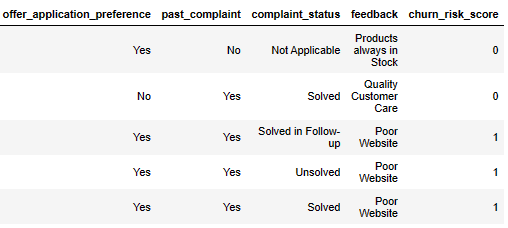 offer_application_preference past_complaint complaint_status feedback churn_risk_score
Products
Yes No Not Applicable always in 0
Stock
Quality
No Yes Solved Customer 0
Care
Yes Yes Solved in Follow-up Poor Website 1
Yes Yes Unsolved Poor Website 1
Yes Yes Solved Poor Website 1